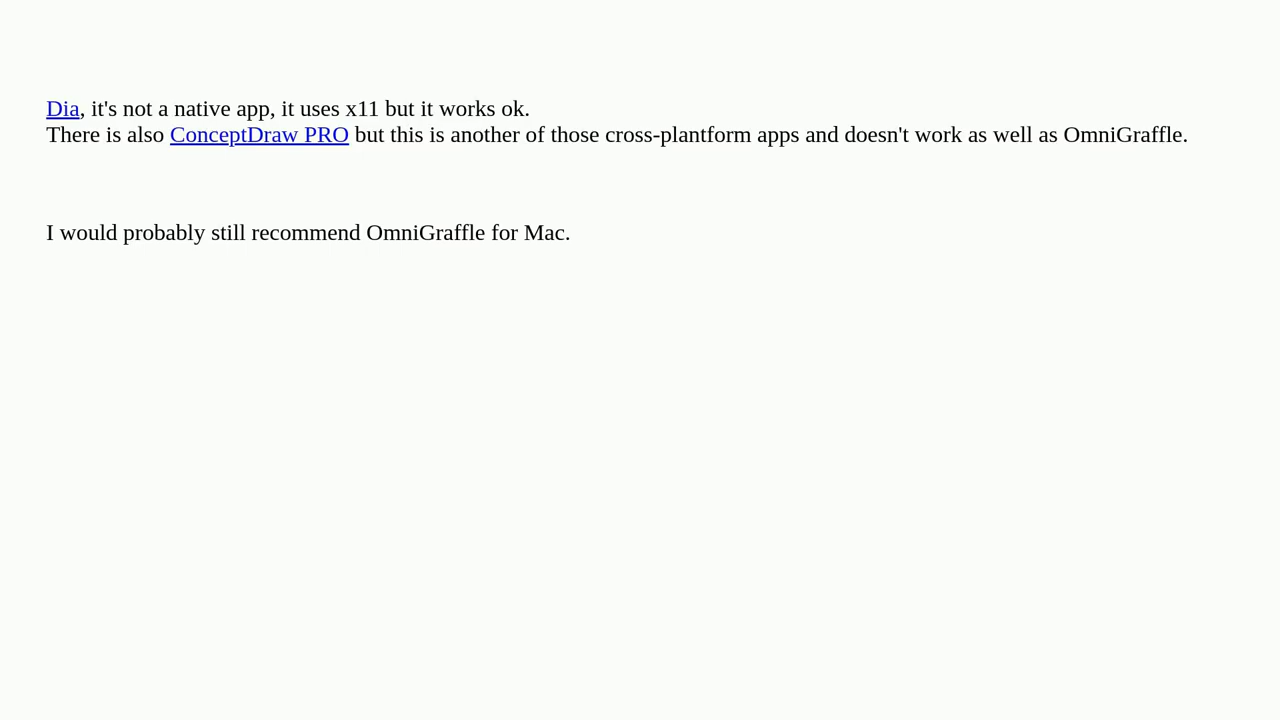 Dia, it's not a native app, it uses x11 but it works ok.
There is also ConceptDraw PRO but this is another of those cross-plantform apps and doesn't work as well as OmniGraffle.
I would probably still recommend OmniGraffle for Mac.